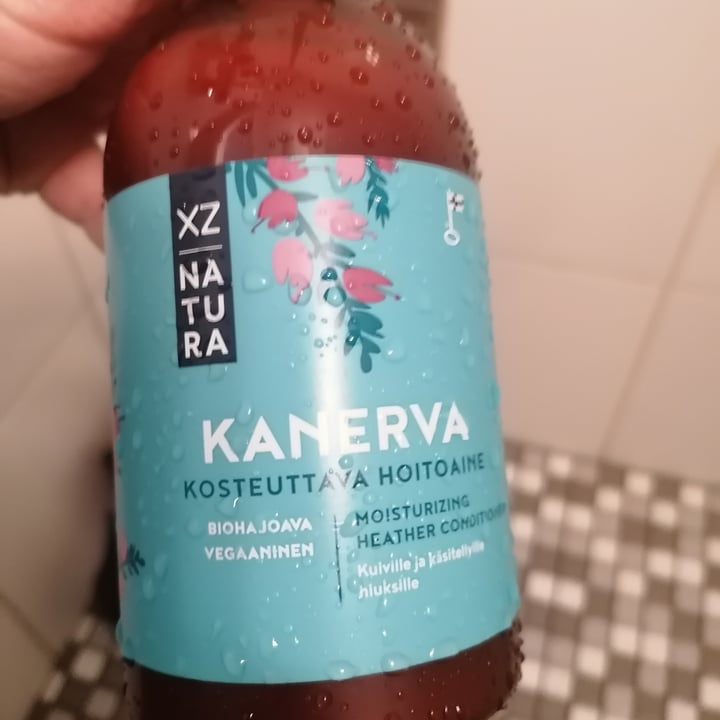 XZ
NA
TU
RA
KANERVA
KOSTEUTTAVA HOITOAINE
BIOHAJOAVA
VEGAANINEN
MOISTURIZING
HEATHER CONDITIONER
Kuiville ja käsitellyille
hiuksille